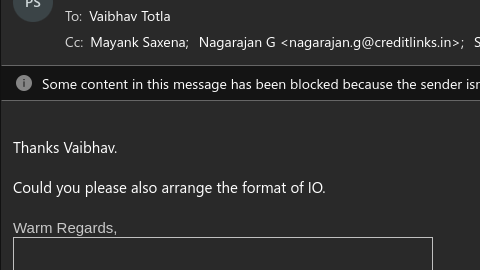 PS
To: Vaibhav Totla
Cc: Mayank Saxena; Nagarajan G <nagarajan.g@creditlinks.in>; S
Some content in this message has been blocked because the sender isn
Thanks Vaibhav.
Could you please also arrange the format of IO.
Warm Regards,